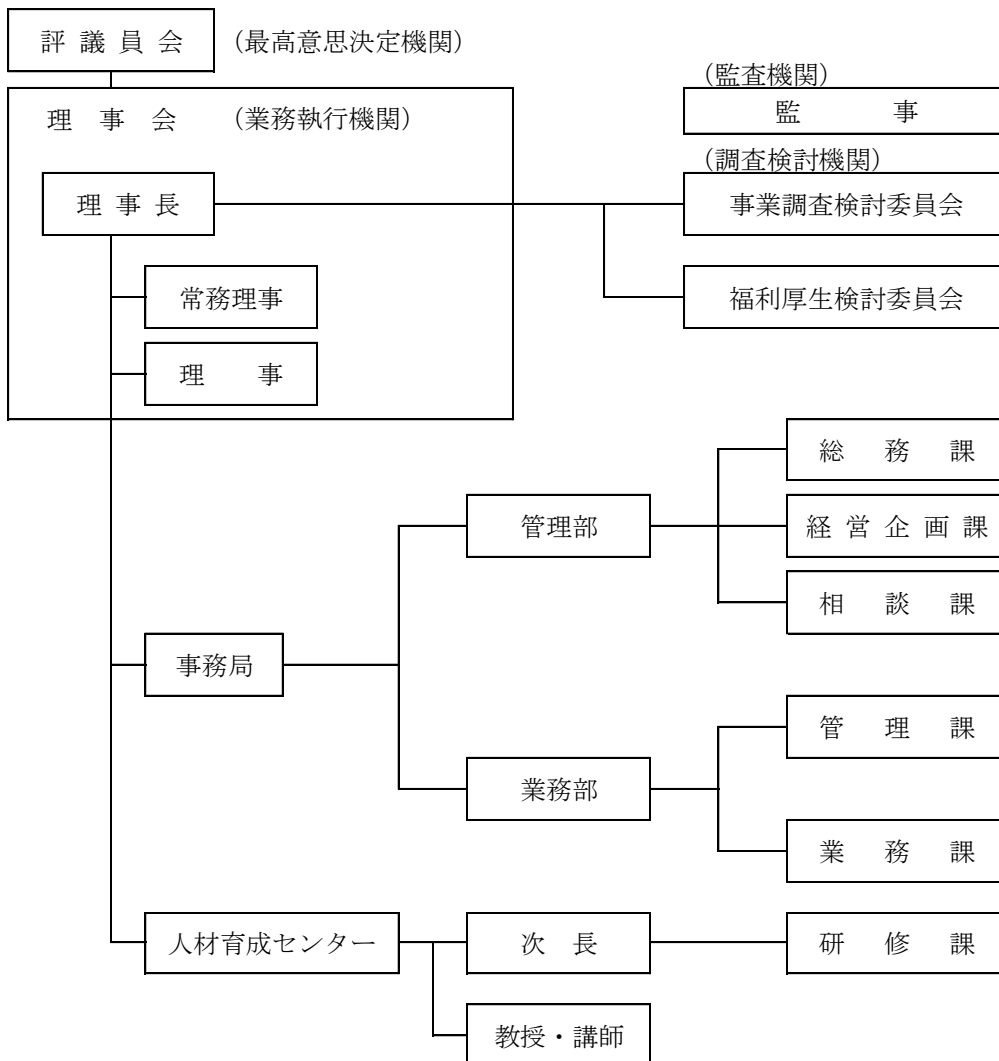 評議員会 (最高意思決定機関)
(監査機関)
監事
理事会 (業務執行機関)
(調査検討機関)
理事長
事業調査検討委員会
常務理事
福利厚生検討委員会
理事
総務課
管理部
経営企画課
相談課
事務局
管理課
業務部
業務課
人材育成センター
次長
研修課
教授・講師